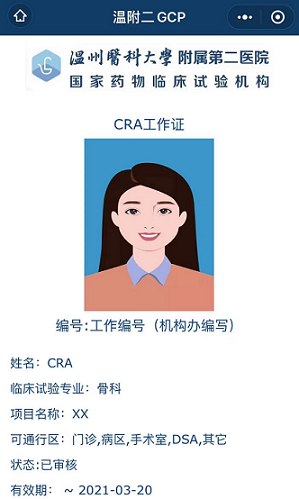 温附二 GCP
温州醫科大學 附属第二医院
国家药物临床试验机构
CRA工作证
编号:工作编号（机构办编写）
姓名：CRA
临床试验专业：骨科
项目名称：XX
可通行区：门诊,病区,手术室,DSA,其它
状态:已审核
有效期： ~ 2021-03-20